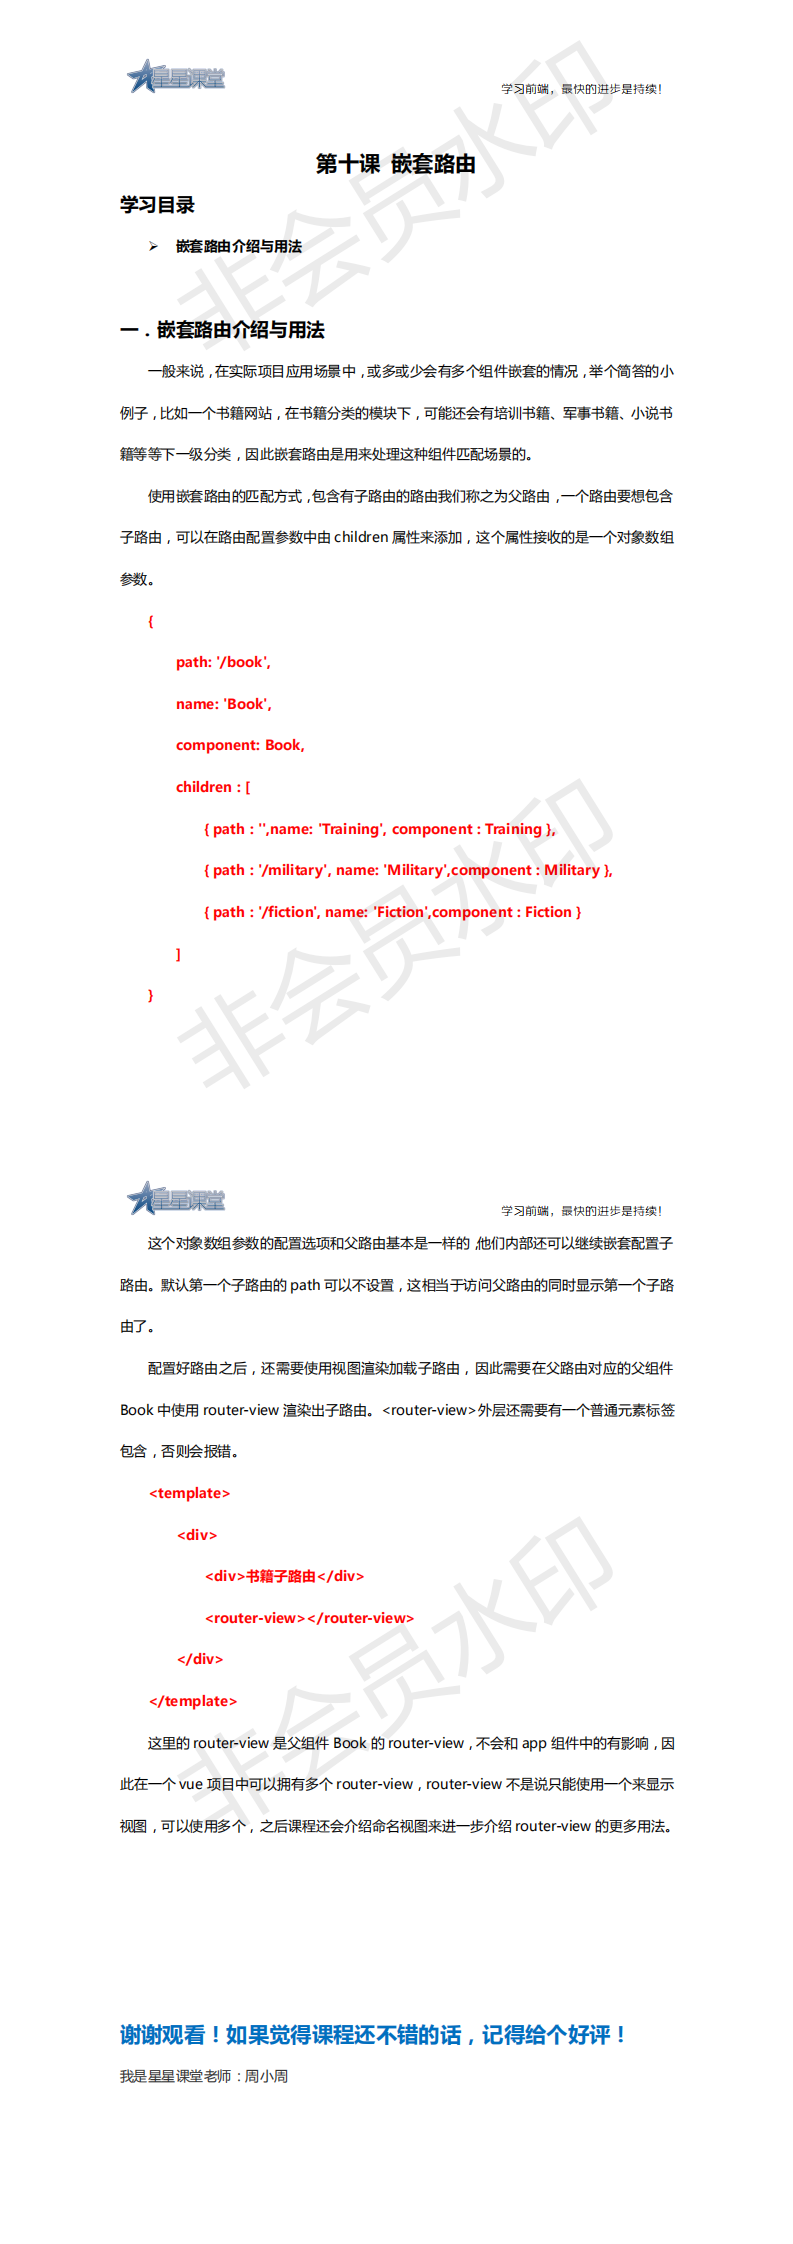 星星课堂
学习前端，最快的进步是持续！
第十课 嵌套路由
学习目录
➢ 嵌套路由介绍与用法
一．嵌套路由介绍与用法
一般来说，在实际项目应用场景中，或多或少会有多个组件嵌套的情况，举个简答的小
例子，比如一个书籍网站，在书籍分类的模块下，可能还会有培训书籍、军事书籍、小说书
籍等等下一级分类，因此嵌套路由是用来处理这种组件匹配场景的。
使用嵌套路由的匹配方式，包含有子路由的路由我们称之为父路由，一个路由要想包含
子路由，可以在路由配置参数中由 children 属性来添加，这个属性接收的是一个对象数组
参数。
{
path: '/book',
name: 'Book',
component: Book,
children : [
{ path : '',name: 'Training', component : Training },
{ path : '/military', name: 'Military',component : Military },
{ path : '/fiction', name: 'Fiction',component : Fiction }
]
}
非会员水印
非会员水印
星星课堂
学习前端，最快的进步是持续！
这个对象数组参数的配置选项和父路由基本是一样的，他们内部还可以继续嵌套配置子
路由。默认第一个子路由的 path 可以不设置，这相当于访问父路由的同时显示第一个子路
由了。
配置好路由之后，还需要使用视图渲染加载子路由，因此需要在父路由对应的父组件
Book 中使用 router-view 渲染出子路由。<router-view>外层还需要有一个普通元素标签
包含，否则会报错。
<template>
<div>
<div>书籍子路由</div>
<router-view></router-view>
</div>
</template>
这里的 router-view 是父组件 Book 的 router-view，不会和 app 组件中的有影响，因
此在一个 vue 项目中可以拥有多个 router-view，router-view 不是说只能使用一个来显示
视图，可以使用多个，之后课程还会介绍命名视图来进一步介绍 router-view 的更多用法。
非会员水印
谢谢观看！如果觉得课程还不错的话，记得给个好评！
我是星星课堂老师：周小周